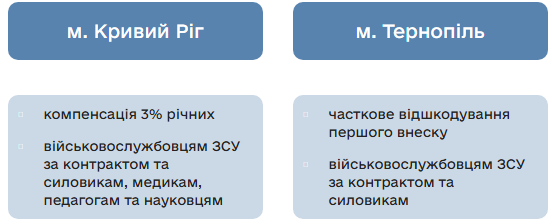 м. Кривий Ріг
компенсація 3% річних
військовослужбовцям ЗСУ
за контрактом та
силовикам, медикам,
педагогам та науковцям
м. Тернопіль
часткове відшкодування
першого внеску
військовослужбовцям ЗСУ
за контрактом та
силовикам